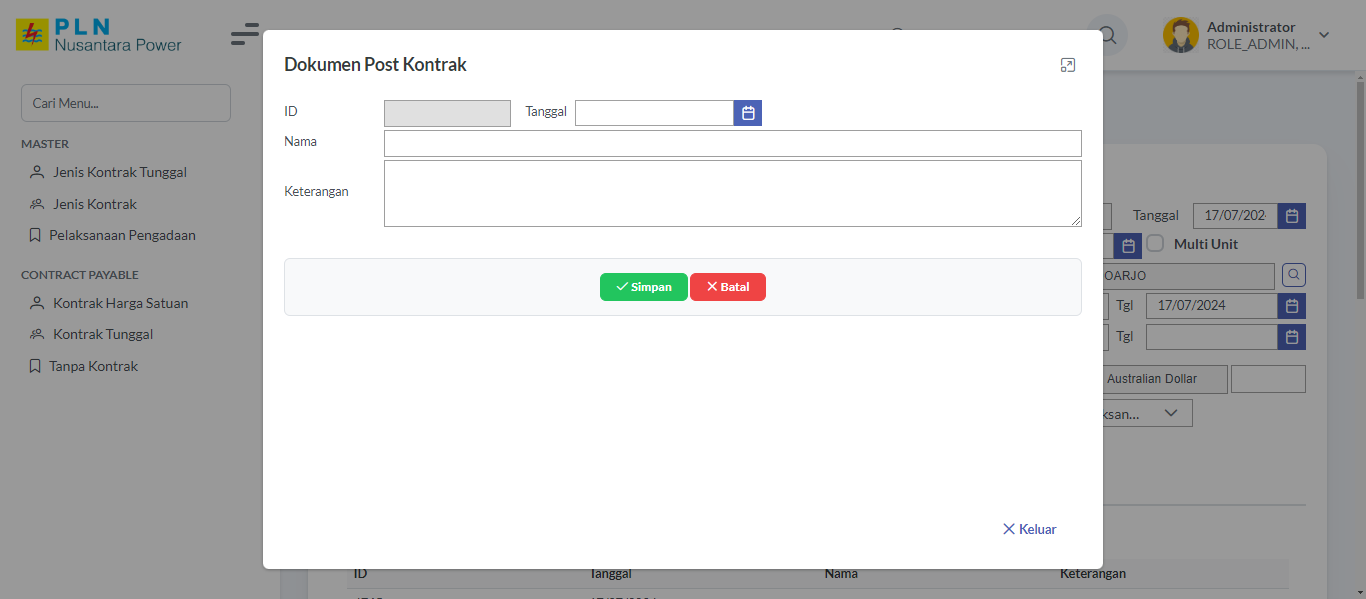 PLN
Nusantara Power
Administrator
ROLE_ADMIN, ...
Cari Menu...
MASTER
Jenis Kontrak Tunggal
Jenis Kontrak
Pelaksanaan Pengadaan
CONTRACT PAYABLE
Kontrak Harga Satuan
Kontrak Tunggal
Tanpa Kontrak
Dokumen Post Kontrak
ID
Tanggal
Nama
Keterangan
Simpan
Batal
Keluar
Tanggal
17/07/202
Multi Unit
OARJO
Tgl
17/07/2024
Tgl
Australian Dollar
ksan...
ID
Tanggal
Nama
Keterangan